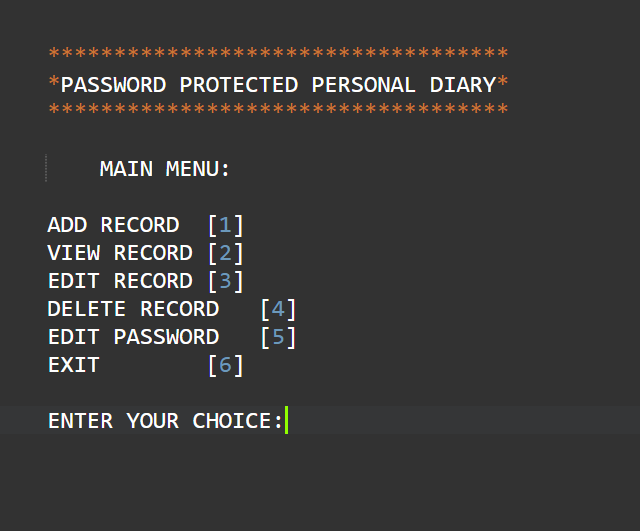 ***********************************
*PASSWORD PROTECTED PERSONAL DIARY*
***********************************
MAIN MENU:
ADD RECORD  [1]
VIEW RECORD [2]
EDIT RECORD [3]
DELETE RECORD   [4]
EDIT PASSWORD   [5]
EXIT        [6]
ENTER YOUR CHOICE: